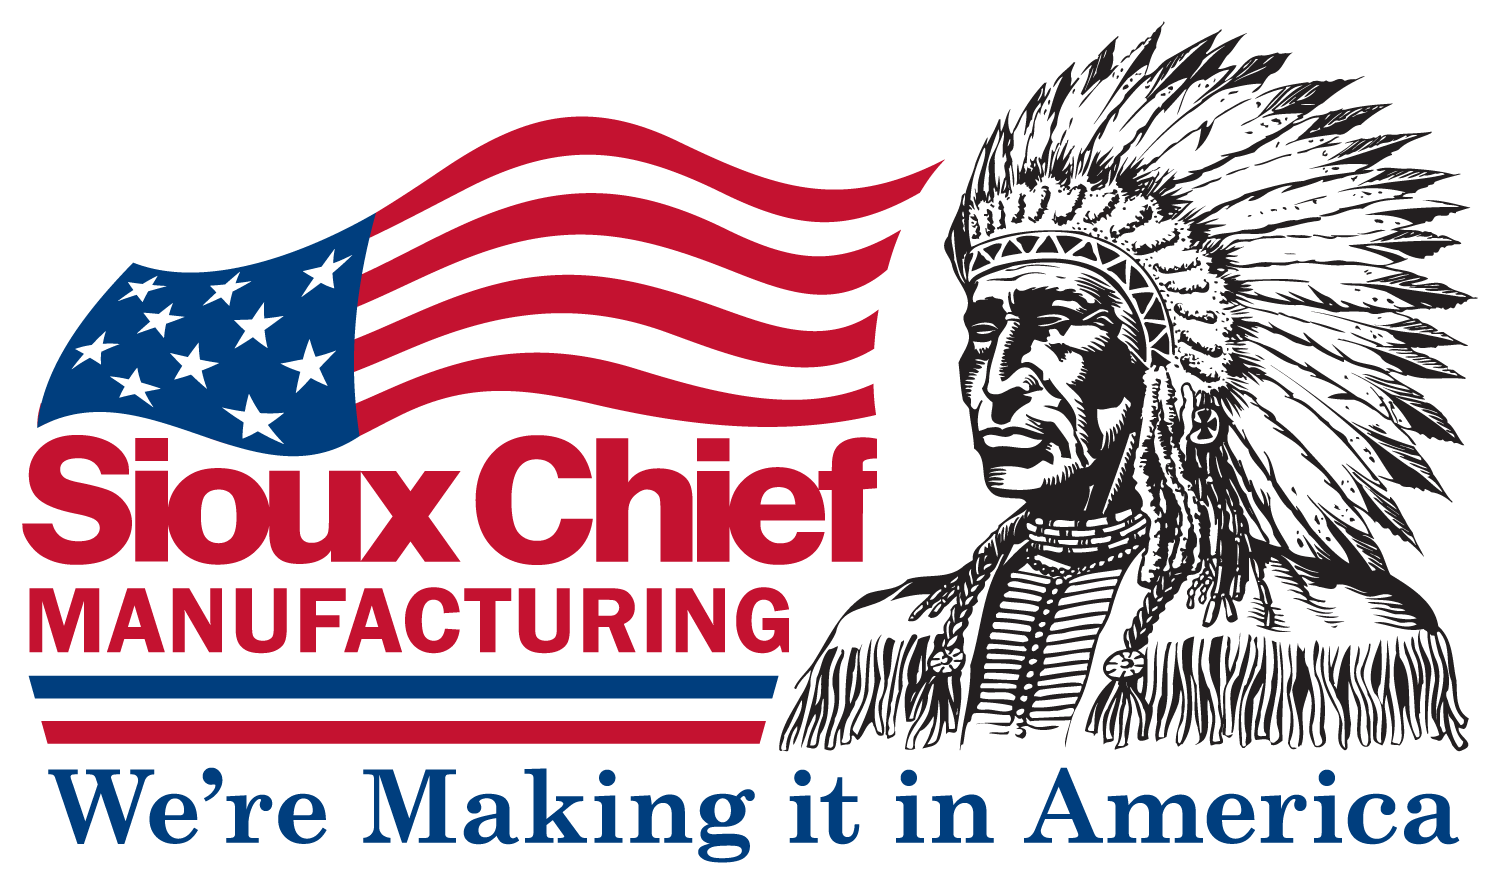 Sioux Chief
MANUFACTURING
We’re Making it in America